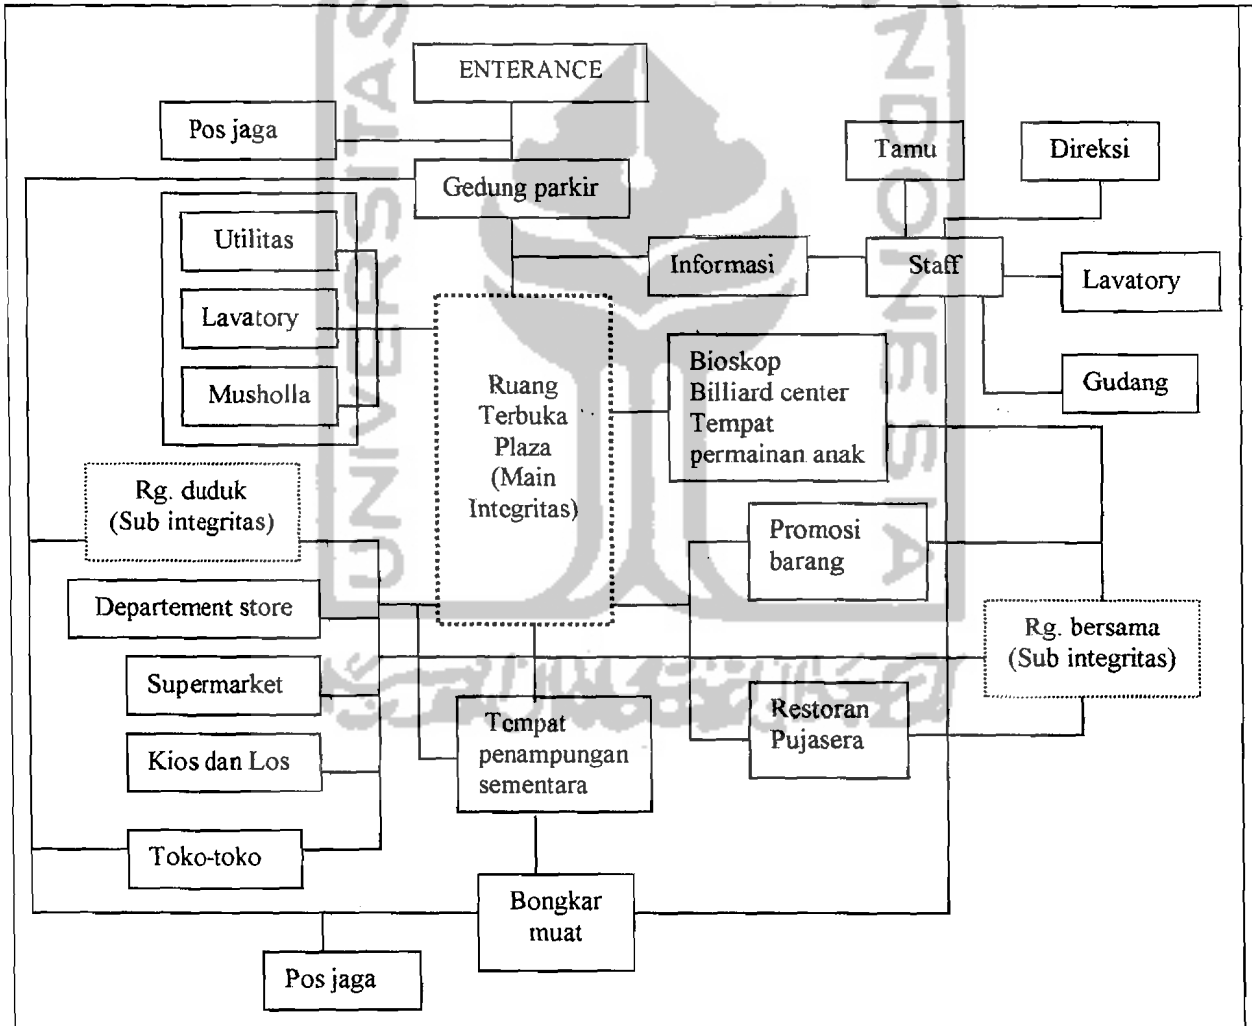 ENTERANCE
Pos jaga
Tamu
Direksi
Gedung parkir
Utilitas
Informasi
Staff
Lavatory
Lavatory
Musholla
Gudang
Bioskop
Billiard center
Tempat
permainan anak
Ruang
Terbuka
Plaza
(Main
Integritas)
Rg. duduk
(Sub integritas)
Promosi
barang
Departement store
Rg. bersama
(Sub integritas)
Supermarket
Tempat
penampungan
sementara
Restoran
Pujasera
Kios dan Los
Toko-toko
Bongkar
muat
Pos jaga
UNIVERSITAS
INDONESIA